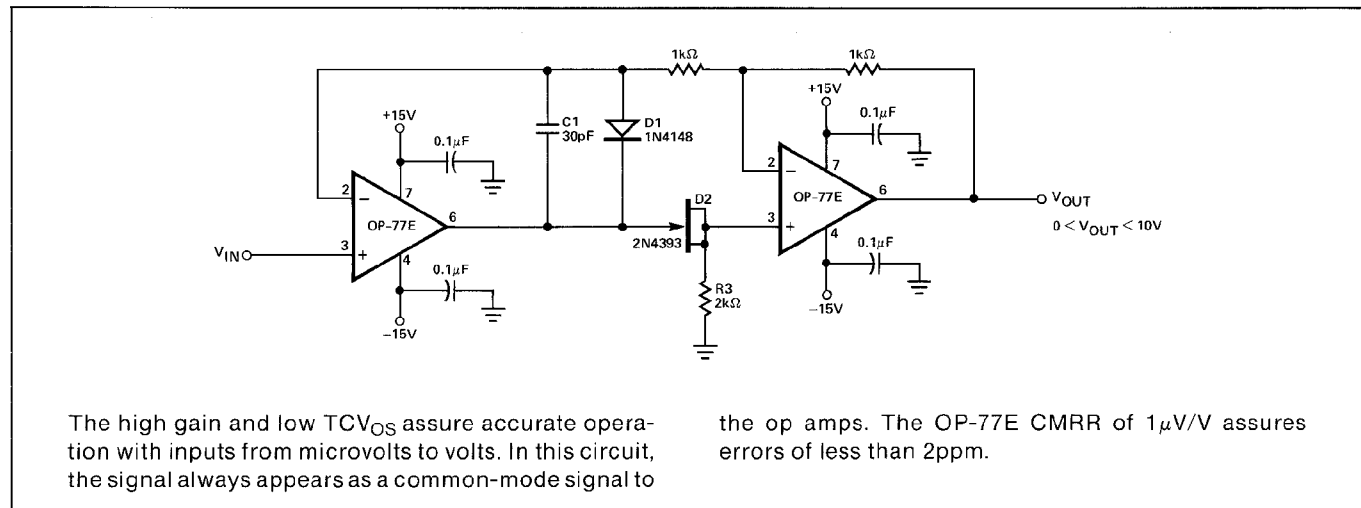 1kΩ
1kΩ
+15V
0.1μF
C1
30pF
D1
1N4148
+15V
0.1μF
2
−
7
OP-77E
6
3
+
4
VIN
0.1μF
−15V
D2
2N4393
R3
2kΩ
2
−
7
OP-77E
6
3
+
4
0.1μF
−15V
VOUT
0 < VOUT < 10V
The high gain and low TCVOS assure accurate opera-
tion with inputs from microvolts to volts. In this circuit,
the signal always appears as a common-mode signal to
the op amps. The OP-77E CMRR of 1μV/V assures
errors of less than 2ppm.